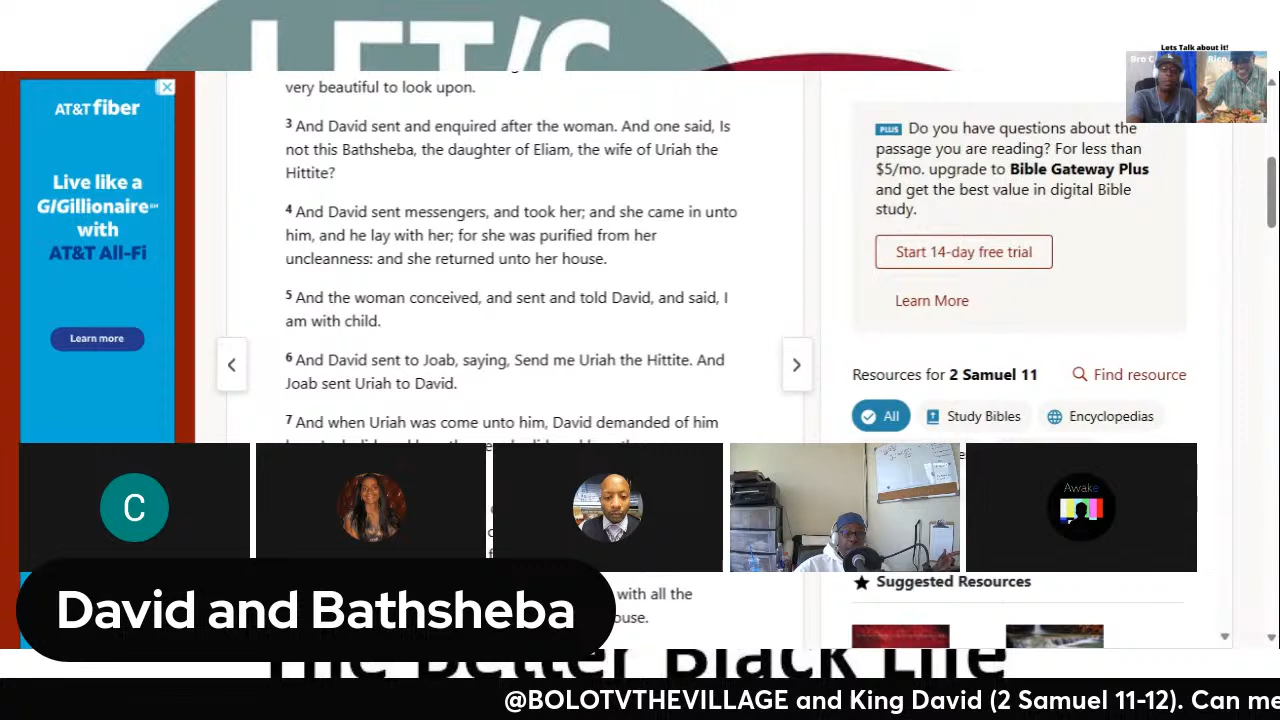 LET'S
Lets Talk about it!
Bro C
Rico
AT&T fiber
Live like a
GIGillionaire℠
with
AT&T All-Fi
Learn more
very beautiful to look upon.
3 And David sent and enquired after the woman. And one said, Is
not this Bathsheba, the daughter of Eliam, the wife of Uriah the
Hittite?
4 And David sent messengers, and took her; and she came in unto
him, and he lay with her; for she was purified from her
uncleanness: and she returned unto her house.
5 And the woman conceived, and sent and told David, and said, I
am with child.
6 And David sent to Joab, saying, Send me Uriah the Hittite. And
Joab sent Uriah to David.
7 And when Uriah was come unto him, David demanded of him
with all the
PLUS Do you have questions about the
passage you are reading? For less than
$5/mo. upgrade to Bible Gateway Plus
and get the best value in digital Bible
study.
Start 14-day free trial
Learn More
Resources for 2 Samuel 11
Find resource
All
Study Bibles
Encyclopedias
C
Awake
Suggested Resources
David and Bathsheba
The Better Black Life
@BOLOTVTHEVILLAGE and King David (2 Samuel 11-12). Can me